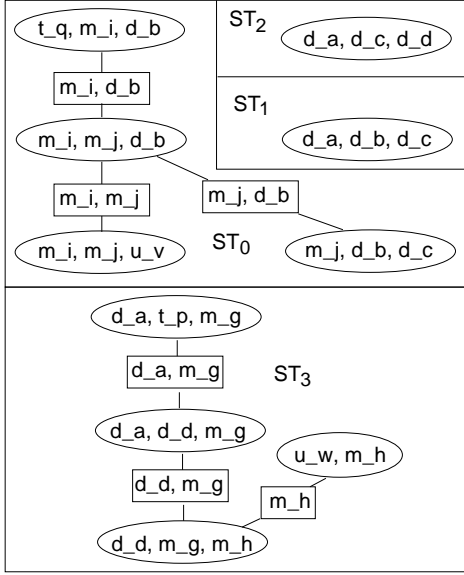 t_q, m_i, d_b
ST2
d_a, d_c, d_d
m_i, d_b
ST1
m_i, m_j, d_b
d_a, d_b, d_c
m_i, m_j
m_j, d_b
ST0
m_i, m_j, u_v
m_j, d_b, d_c
d_a, t_p, m_g
d_a, m_g
ST3
d_a, d_d, m_g
u_w, m_h
d_d, m_g
m_h
d_d, m_g, m_h